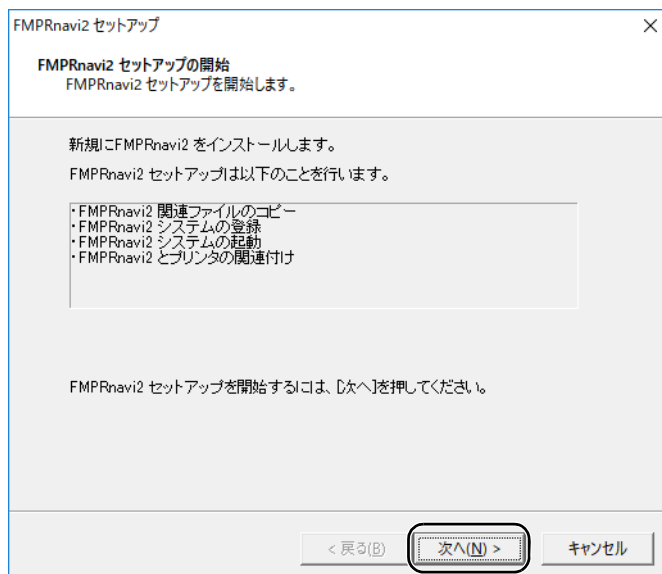 FMPRnavi2 セットアップ
FMPRnavi2 セットアップの開始
FMPRnavi2 セットアップを開始します。
新規にFMPRnavi2 をインストールします。
FMPRnavi2 セットアップは以下のことを行います。
・FMPRnavi2 関連ファイルのコピー
・FMPRnavi2 システムの登録
・FMPRnavi2 システムの起動
・FMPRnavi2 とプリンタの関連付け
FMPRnavi2 セットアップを開始するには、[次へ]を押してください。
< 戻る(B) 次へ(N) > キャンセル